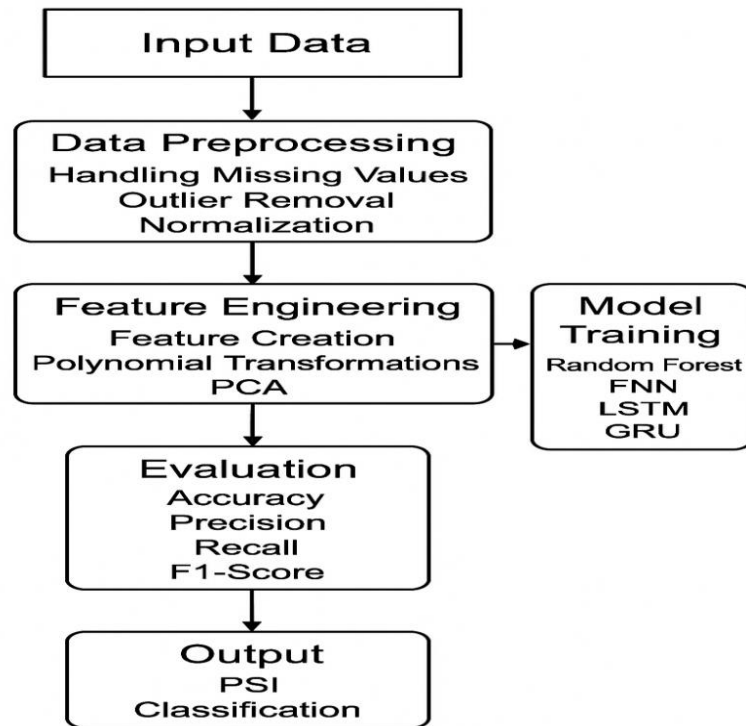 Input Data
Data Preprocessing
Handling Missing Values
Outlier Removal
Normalization
Feature Engineering
Feature Creation
Polynomial Transformations
PCA
Model
Training
Random Forest
FNN
LSTM
GRU
Evaluation
Accuracy
Precision
Recall
F1-Score
Output
PSI
Classification